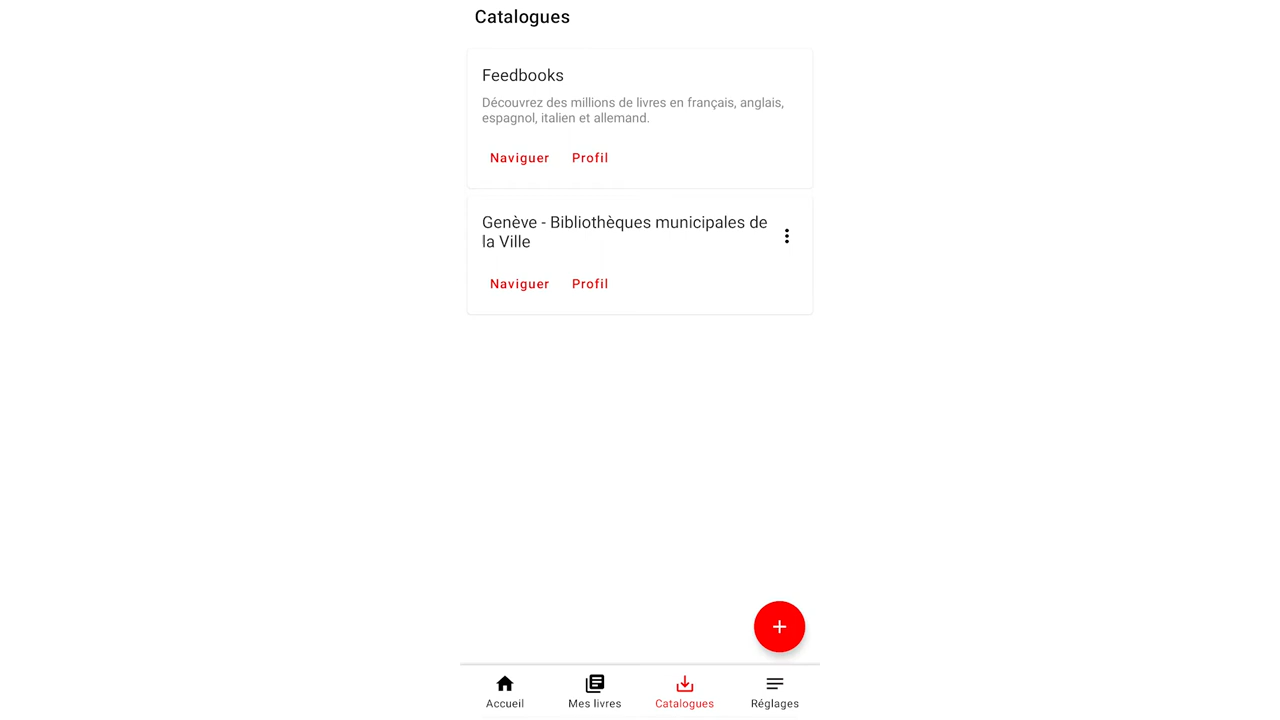 Catalogues
Feedbooks
Découvrez des millions de livres en français, anglais,
espagnol, italien et allemand.
Naviguer Profil
Genève - Bibliothèques municipales de
la Ville
Naviguer Profil
Accueil Mes livres Catalogues Réglages